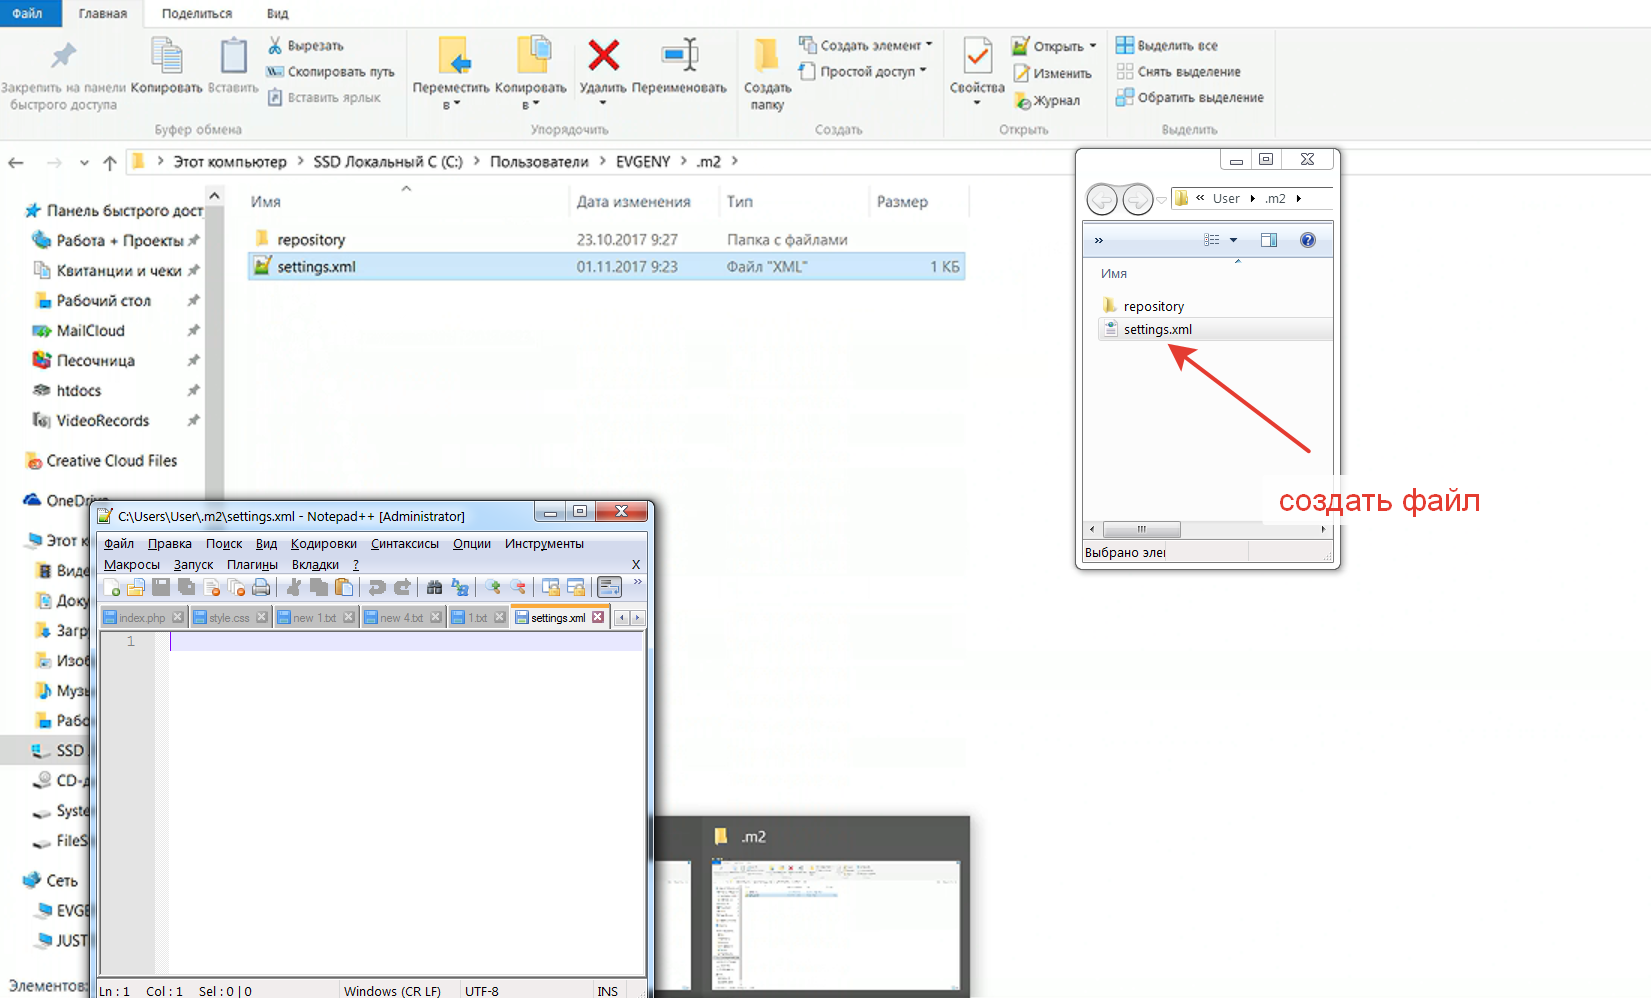 Файл Главная Поделиться Вид
Закрепить на панели быстрого доступа
Копировать
Вставить
Вырезать
Скопировать путь
Вставить ярлык
Буфер обмена
Переместить в
Копировать в
Удалить
Переименовать
Упорядочить
Создать папку
Создать элемент
Простой доступ
Создать
Свойства
Открыть
Изменить
Журнал
Открыть
Выделить все
Снять выделение
Обратить выделение
Выделить
Этот компьютер > SSD Локальный C (C:) > Пользователи > EVGENY > .m2 >
Имя Дата изменения Тип Размер
repository 23.10.2017 9:27 Папка с файлами
settings.xml 01.11.2017 9:23 Файл "XML" 1 КБ
Панель быстрого дост
Работа + Проекты
Квитанции и чеки
Рабочий стол
MailCloud
Песочница
htdocs
VideoRecords
Creative Cloud Files
OneDrive
Этот к
Виде
Доку
Загру
Изоб
Музы
Рабо
SSD
CD-д
Syste
FileS
Сеть
EVGE
JUST
Элементов:
« User .m2
»
Имя
repository
settings.xml
Выбрано элем
создать файл
C:\Users\User\.m2\settings.xml - Notepad++ [Administrator]
Файл Правка Поиск Вид Кодировки Синтаксисы Опции Инструменты
Макросы Запуск Плагины Вкладки ? X
index.php style.css new 1.txt new 4.txt 1.txt settings.xml
1
Ln : 1 Col : 1 Sel : 0 | 0 Windows (CR LF) UTF-8 INS
.m2